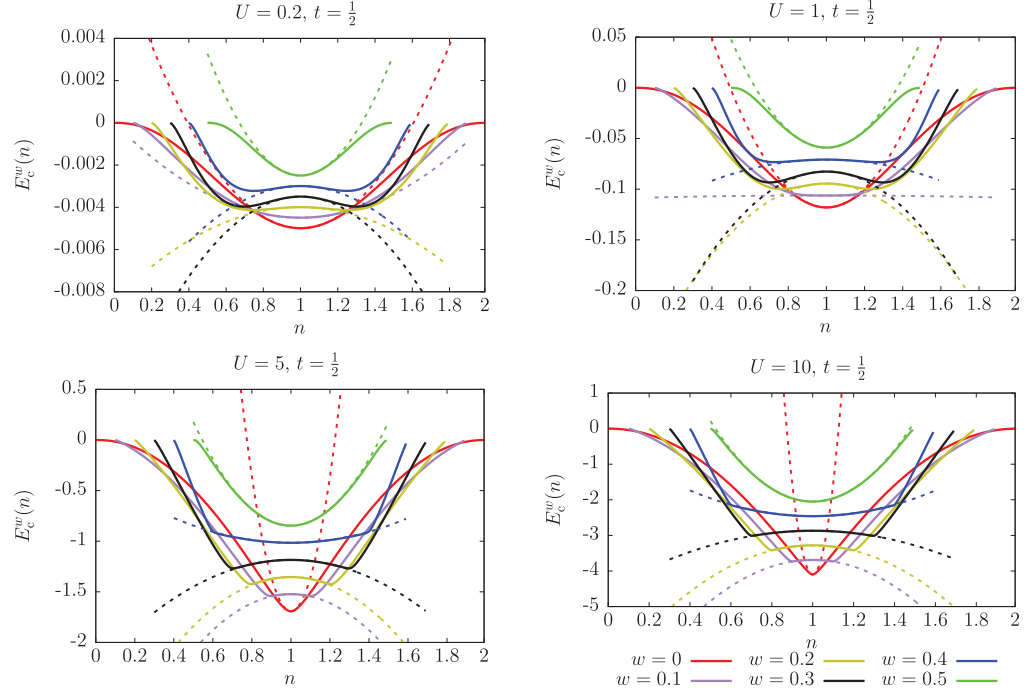 U = 0.2, t = 1/2
0.004
0.002
0
-0.002
-0.004
-0.006
-0.008
E_c^w(n)
0 0.2 0.4 0.6 0.8 1 1.2 1.4 1.6 1.8 2
n
U = 1, t = 1/2
0.05
0
-0.05
-0.1
-0.15
-0.2
E_c^w(n)
0 0.2 0.4 0.6 0.8 1 1.2 1.4 1.6 1.8 2
n
U = 5, t = 1/2
0.5
0
-0.5
-1
-1.5
-2
E_c^w(n)
0 0.2 0.4 0.6 0.8 1 1.2 1.4 1.6 1.8 2
n
U = 10, t = 1/2
1
0
-1
-2
-3
-4
-5
E_c^w(n)
0 0.2 0.4 0.6 0.8 1 1.2 1.4 1.6 1.8 2
n
w = 0 w = 0.2 w = 0.4
w = 0.1 w = 0.3 w = 0.5